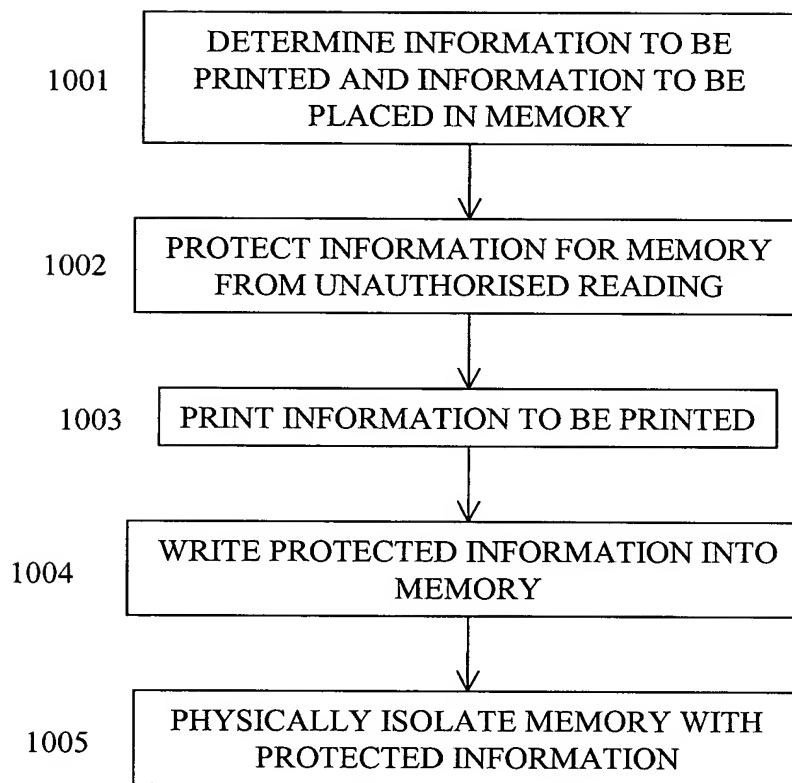 DETERMINE INFORMATION TO BE
1001 PRINTED AND INFORMATION TO BE
PLACED IN MEMORY
1002 PROTECT INFORMATION FOR MEMORY
FROM UNAUTHORISED READING
1003 PRINT INFORMATION TO BE PRINTED
1004 WRITE PROTECTED INFORMATION INTO
MEMORY
1005 PHYSICALLY ISOLATE MEMORY WITH
PROTECTED INFORMATION